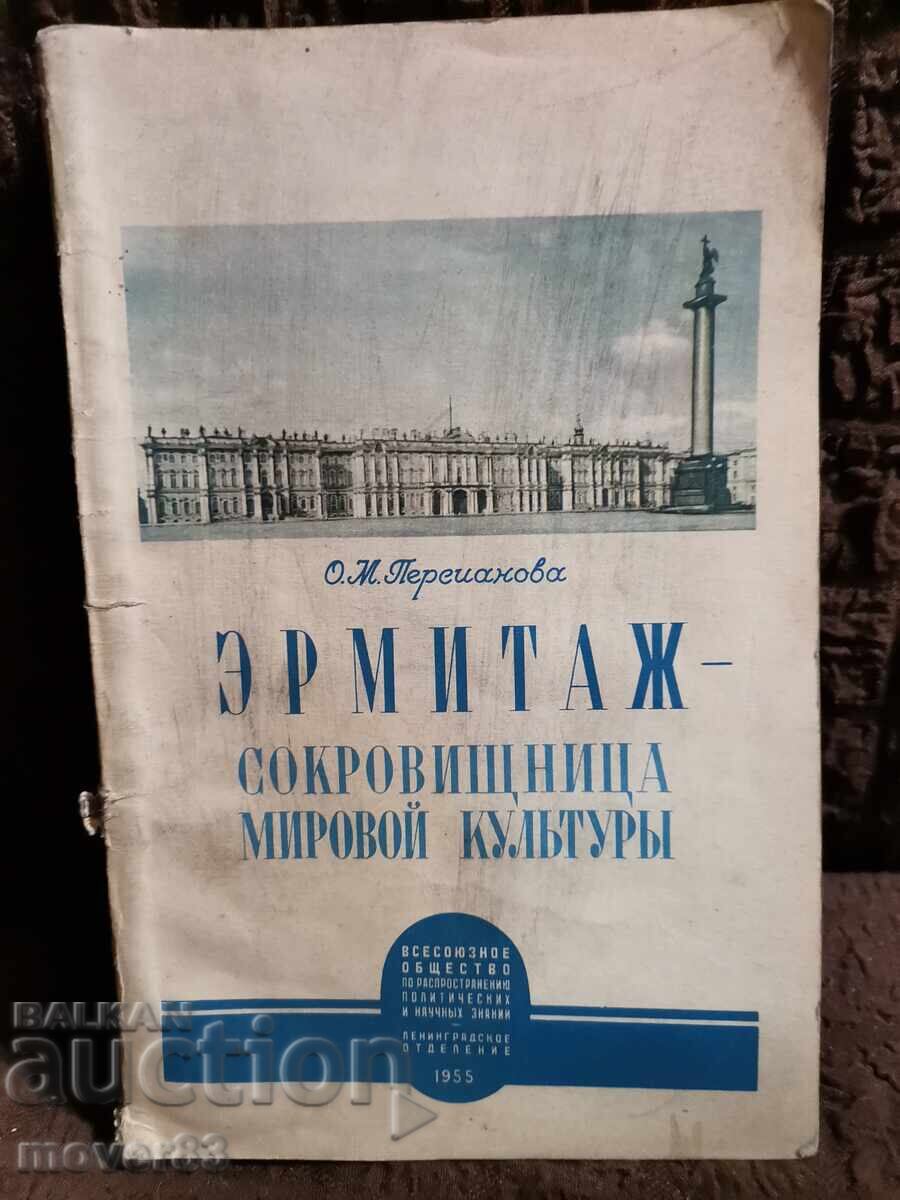 О.М.Персианова
ЭРМИТАЖ–
СОКРОВИЩНИЦА
МИРОВОЙ КУЛЬТУРЫ
ВСЕСОЮЗНОЕ
ОБЩЕСТВО
ПО РАСПРОСТРАНЕНИЮ
ПОЛИТИЧЕСКИХ
И НАУЧНЫХ ЗНАНИЙ
–
ЛЕНИНГРАДСКОЕ
ОТДЕЛЕНИЕ
1955
BALKAN
auction
mover83